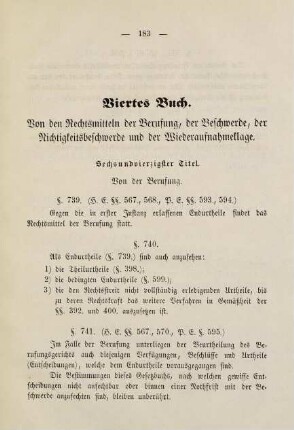 — 183 —
Viertes Buch.
Von den Rechtsmitteln der Berufung, der Beschwerde, der
Nichtigkeitsbeschwerde und der Wiederaufnahmeklage.
Sechsundvierzigster Titel.
Von der Berufung.
§. 739. (H. E. §§. 567., 568., P. E. §§. 593, 594.)
Gegen die in erster Instanz erlassenen Endurtheile findet das
Rechtsmittel der Berufung statt.
§. 740.
Als Endurtheile (§. 739.) sind auch anzusehen:
1) die Theilurtheile (§. 398.);
2) die bedingten Endurtheile (§. 599.);
3) die den Rechtsstreit nicht vollständig erledigenden Urtheile, bis
zu deren Rechtskraft das weitere Verfahren in Gemäßheit der
§§. 392. und 400. auszusetzen ist.
§. 741. (H. E. §§. 567., 570., P. E. §. 595.)
Im Falle der Berufung unterliegen der Beurtheilung des Be-
rufungsgerichts auch diejenigen Verfügungen, Beschlüsse und Urtheile
(Entscheidungen), welche dem Endurtheile vorausgegangen sind.
Die Bestimmungen dieses Gesetzbuchs, nach welchen gewisse Ent-
scheidungen nicht anfechtbar oder binnen einer Nothfrist mit der Be-
schwerde anzufechten sind, bleiben unberührt.